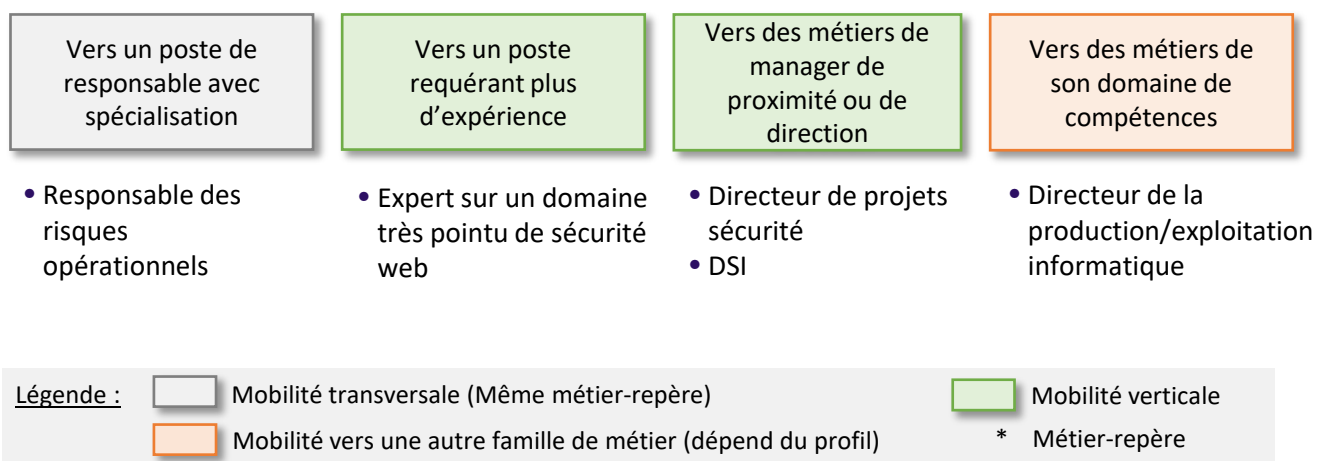 Vers un poste de
responsable avec
spécialisation
Vers un poste
requérant plus
d’expérience
Vers des métiers de
manager de
proximité ou de
direction
Vers des métiers de
son domaine de
compétences
• Responsable des
risques
opérationnels
• Expert sur un domaine
très pointu de sécurité
web
• Directeur de projets
sécurité
• DSI
• Directeur de la
production/exploitation
informatique
Légende :
Mobilité transversale (Même métier-repère)
Mobilité verticale
Mobilité vers une autre famille de métier (dépend du profil)
* Métier-repère